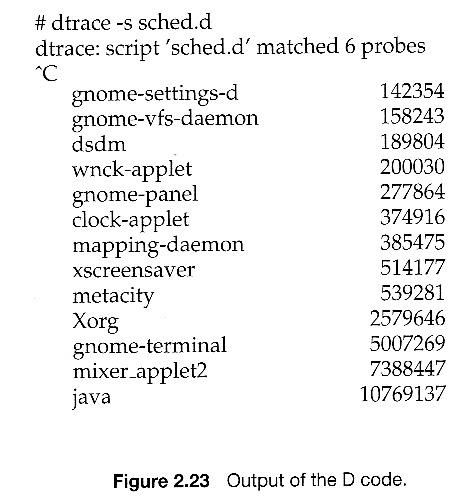 # dtrace -s sched.d
dtrace: script ’sched.d’ matched 6 probes
^C
gnome-settings-d 142354
gnome-vfs-daemon 158243
dsdm 189804
wnck-applet 200030
gnome-panel 277864
clock-applet 374916
mapping-daemon 385475
xscreensaver 514177
metacity 539281
Xorg 2579646
gnome-terminal 5007269
mixer_applet2 7388447
java 10769137
Figure 2.23 Output of the D code.